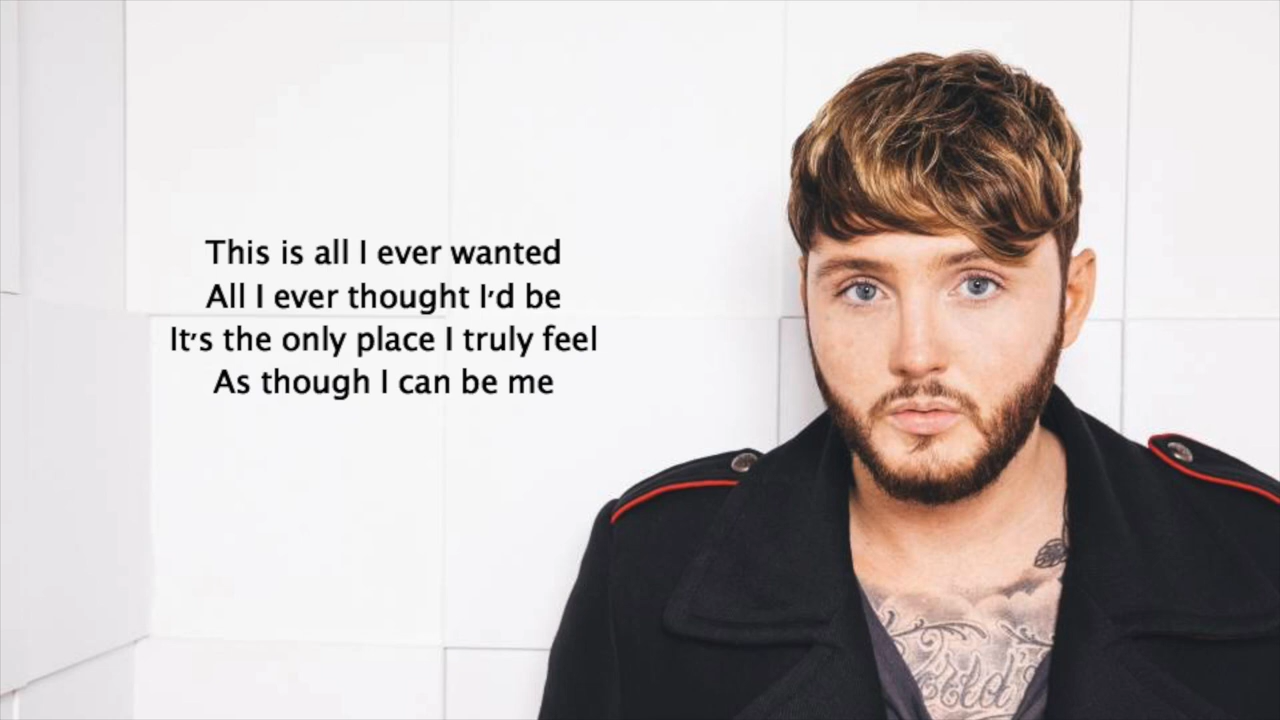 This is all I ever wanted
All I ever thought I'd be
It's the only place I truly feel
As though I can be me